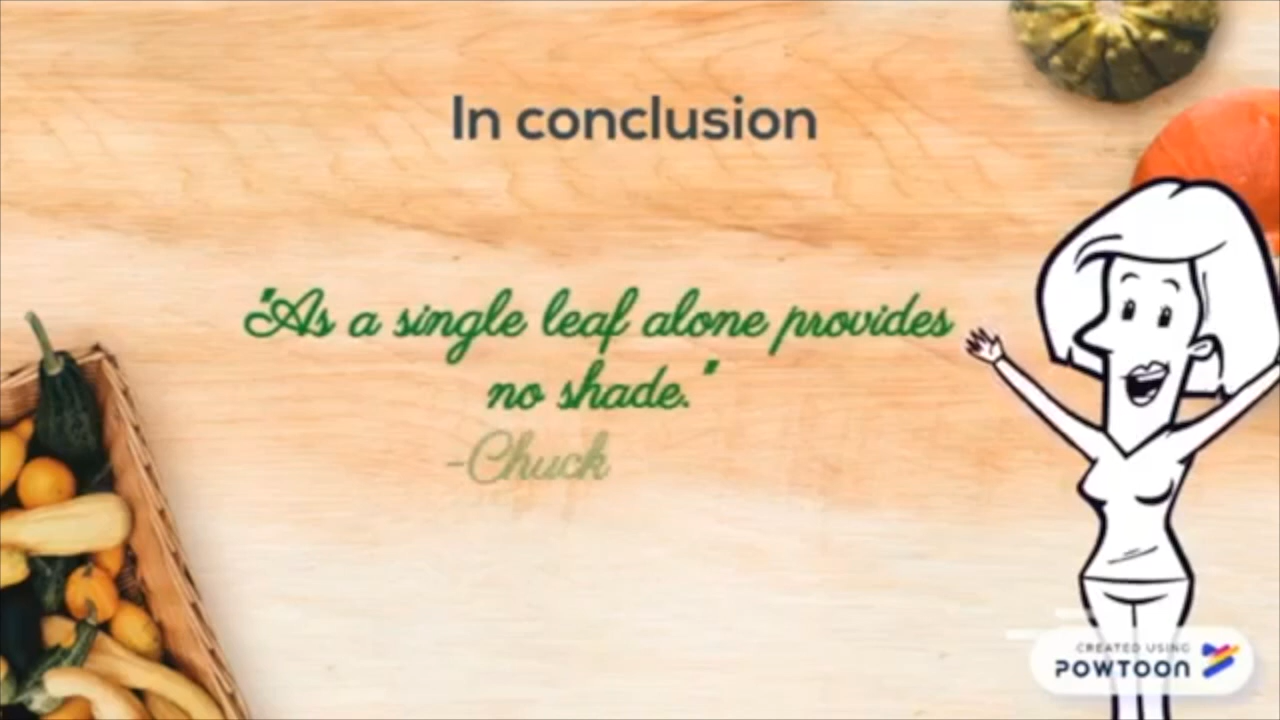 In conclusion
"As a single leaf alone provides
no shade."
-Chuck
CREATED USING
POWTOON